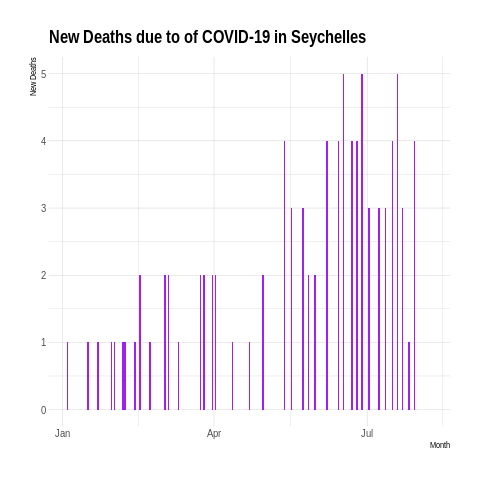 New Deaths due to of COVID-19 in Seychelles
New Deaths
5
4
3
2
1
0
Jan
Apr
Jul
Month